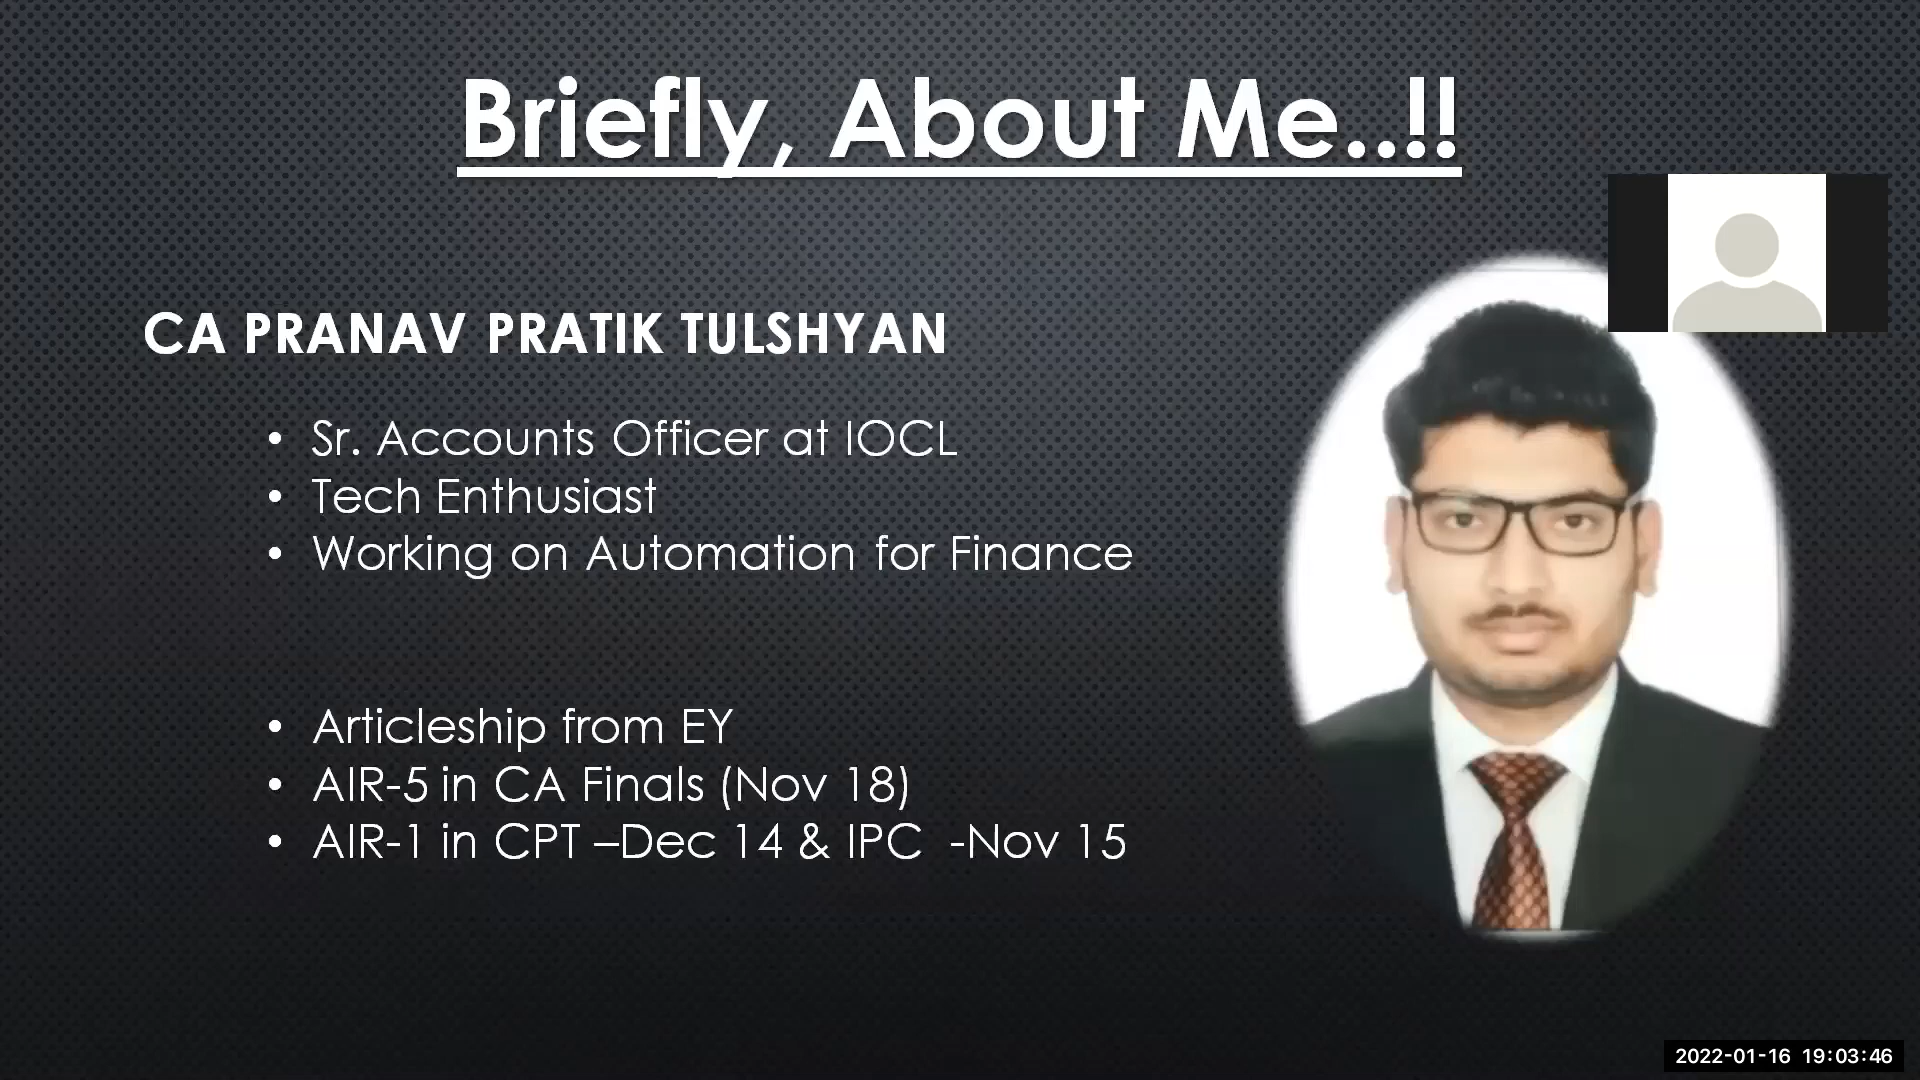 Briefly, About Me..!!
CA PRANAV PRATIK TULSHYAN
• Sr. Accounts Officer at IOCL
• Tech Enthusiast
• Working on Automation for Finance
• Articleship from EY
• AIR-5 in CA Finals (Nov 18)
• AIR-1 in CPT –Dec 14 & IPC -Nov 15
2022-01-16 19:03:46